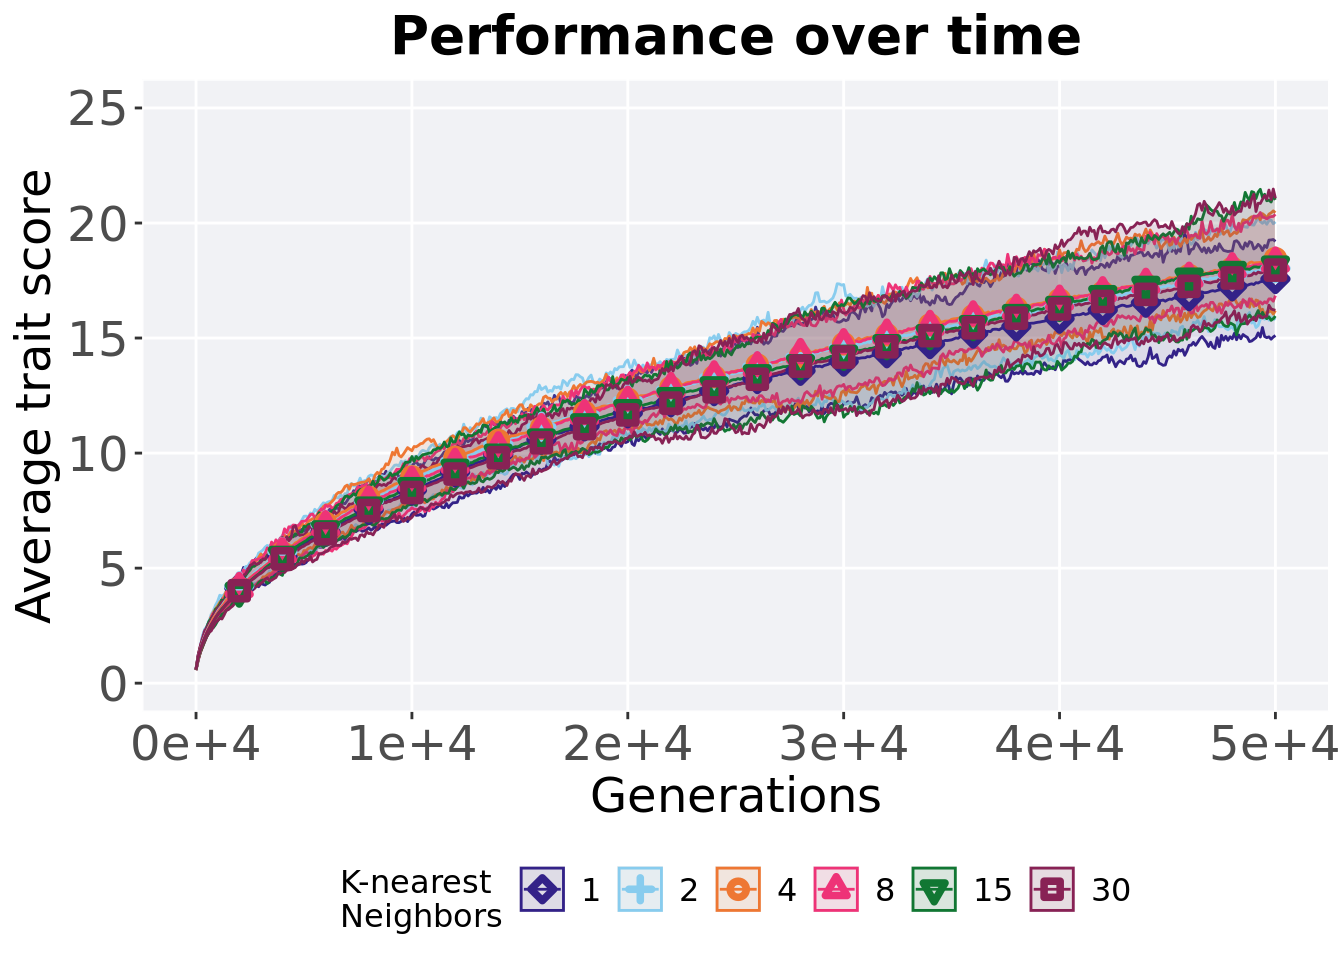 Performance over time
25
20
15
10
5
0
Average trait score
0e+4 1e+4 2e+4 3e+4 4e+4 5e+4
Generations
K-nearest
Neighbors
1 2 4 8 15 30